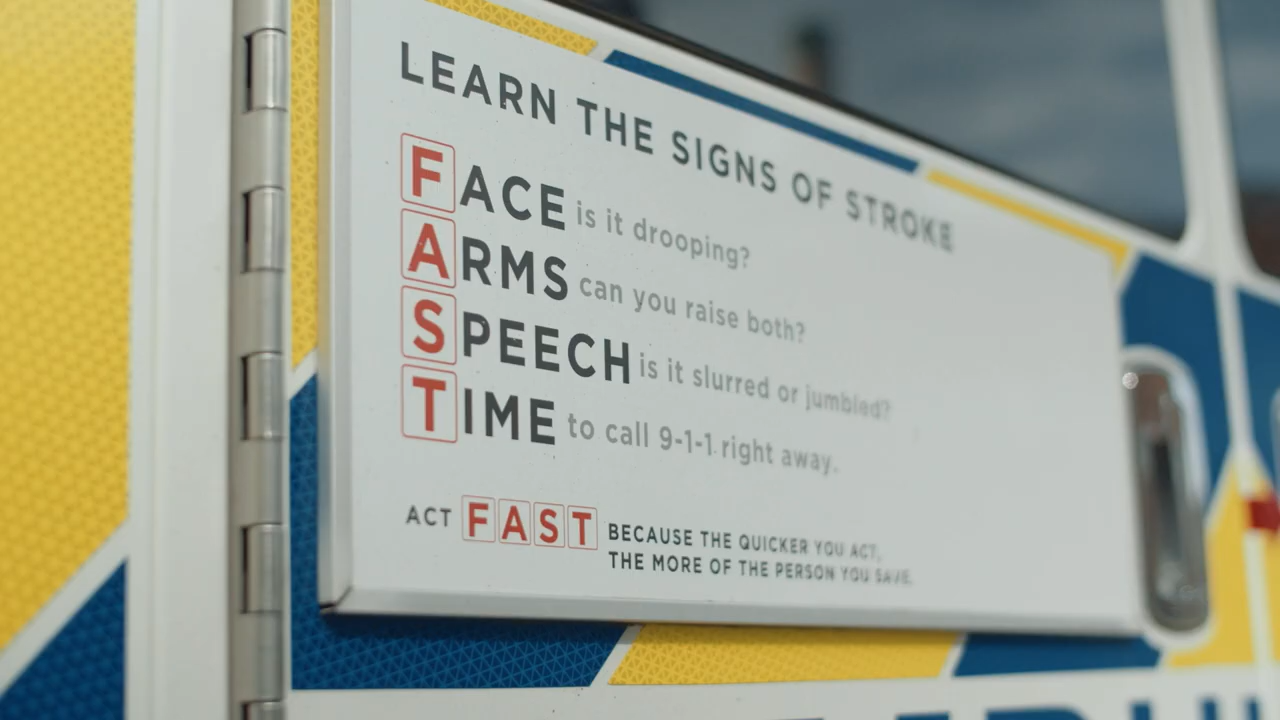 LEARN THE SIGNS OF STROKE
FACE is it drooping?
ARMS can you raise both?
SPEECH is it slurred or jumbled?
TIME to call 9-1-1 right away.
ACT FAST BECAUSE THE QUICKER YOU ACT,
THE MORE OF THE PERSON YOU SAVE.